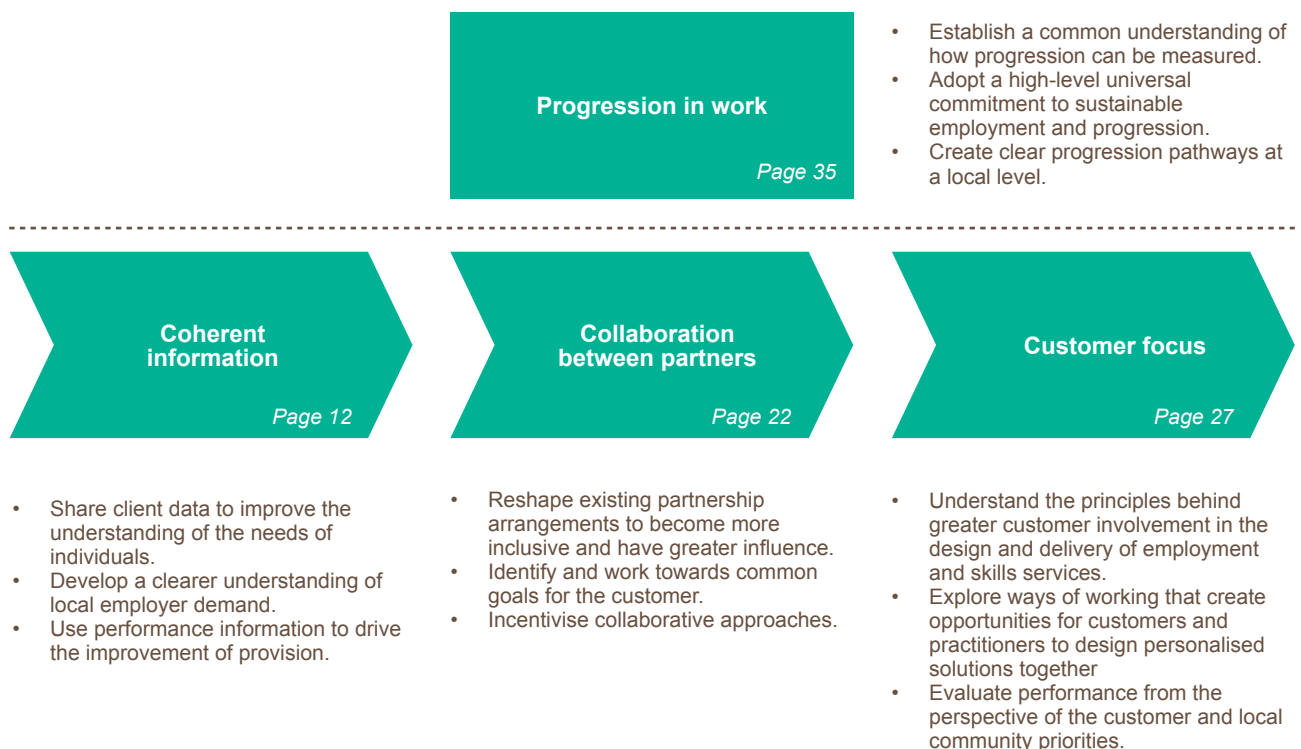 Progression in work
Page 35
• Establish a common understanding of
how progression can be measured.
• Adopt a high-level universal
commitment to sustainable
employment and progression.
• Create clear progression pathways at
a local level.
Coherent
information
Page 12
• Share client data to improve the
understanding of the needs of
individuals.
• Develop a clearer understanding of
local employer demand.
• Use performance information to drive
the improvement of provision.
Collaboration
between partners
Page 22
• Reshape existing partnership
arrangements to become more
inclusive and have greater influence.
• Identify and work towards common
goals for the customer.
• Incentivise collaborative approaches.
Customer focus
Page 27
• Understand the principles behind
greater customer involvement in the
design and delivery of employment
and skills services.
• Explore ways of working that create
opportunities for customers and
practitioners to design personalised
solutions together
• Evaluate performance from the
perspective of the customer and local
community priorities.